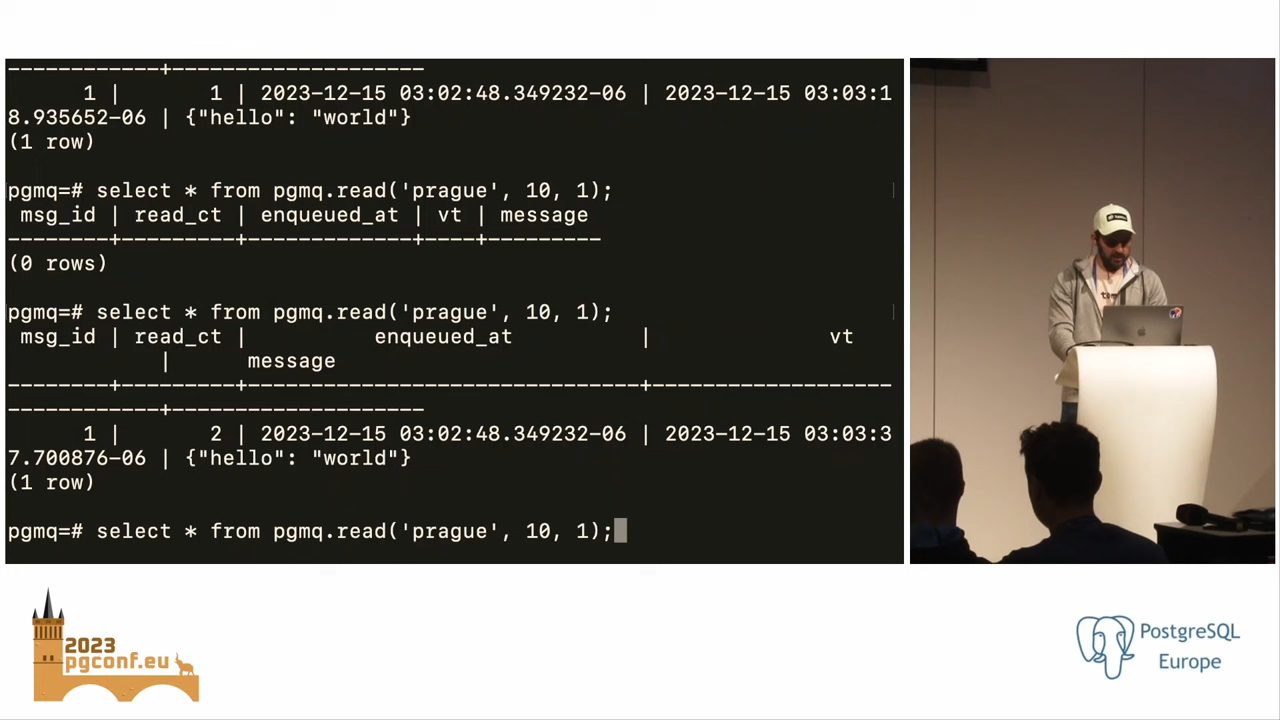 ------------+--------------------
1 | 1 | 2023-12-15 03:02:48.349232-06 | 2023-12-15 03:03:1
8.935652-06 | {"hello": "world"}
(1 row)
pgmq=# select * from pgmq.read('prague', 10, 1);
msg_id | read_ct | enqueued_at | vt | message
--------+---------+-------------+----+---------
(0 rows)
pgmq=# select * from pgmq.read('prague', 10, 1);
msg_id | read_ct | enqueued_at | vt
| message
--------+---------+-------------------------------+-------------------
------------+--------------------
1 | 2 | 2023-12-15 03:02:48.349232-06 | 2023-12-15 03:03:3
7.700876-06 | {"hello": "world"}
(1 row)
pgmq=# select * from pgmq.read('prague', 10, 1);
2023
pgconf.eu
PostgreSQL
Europe